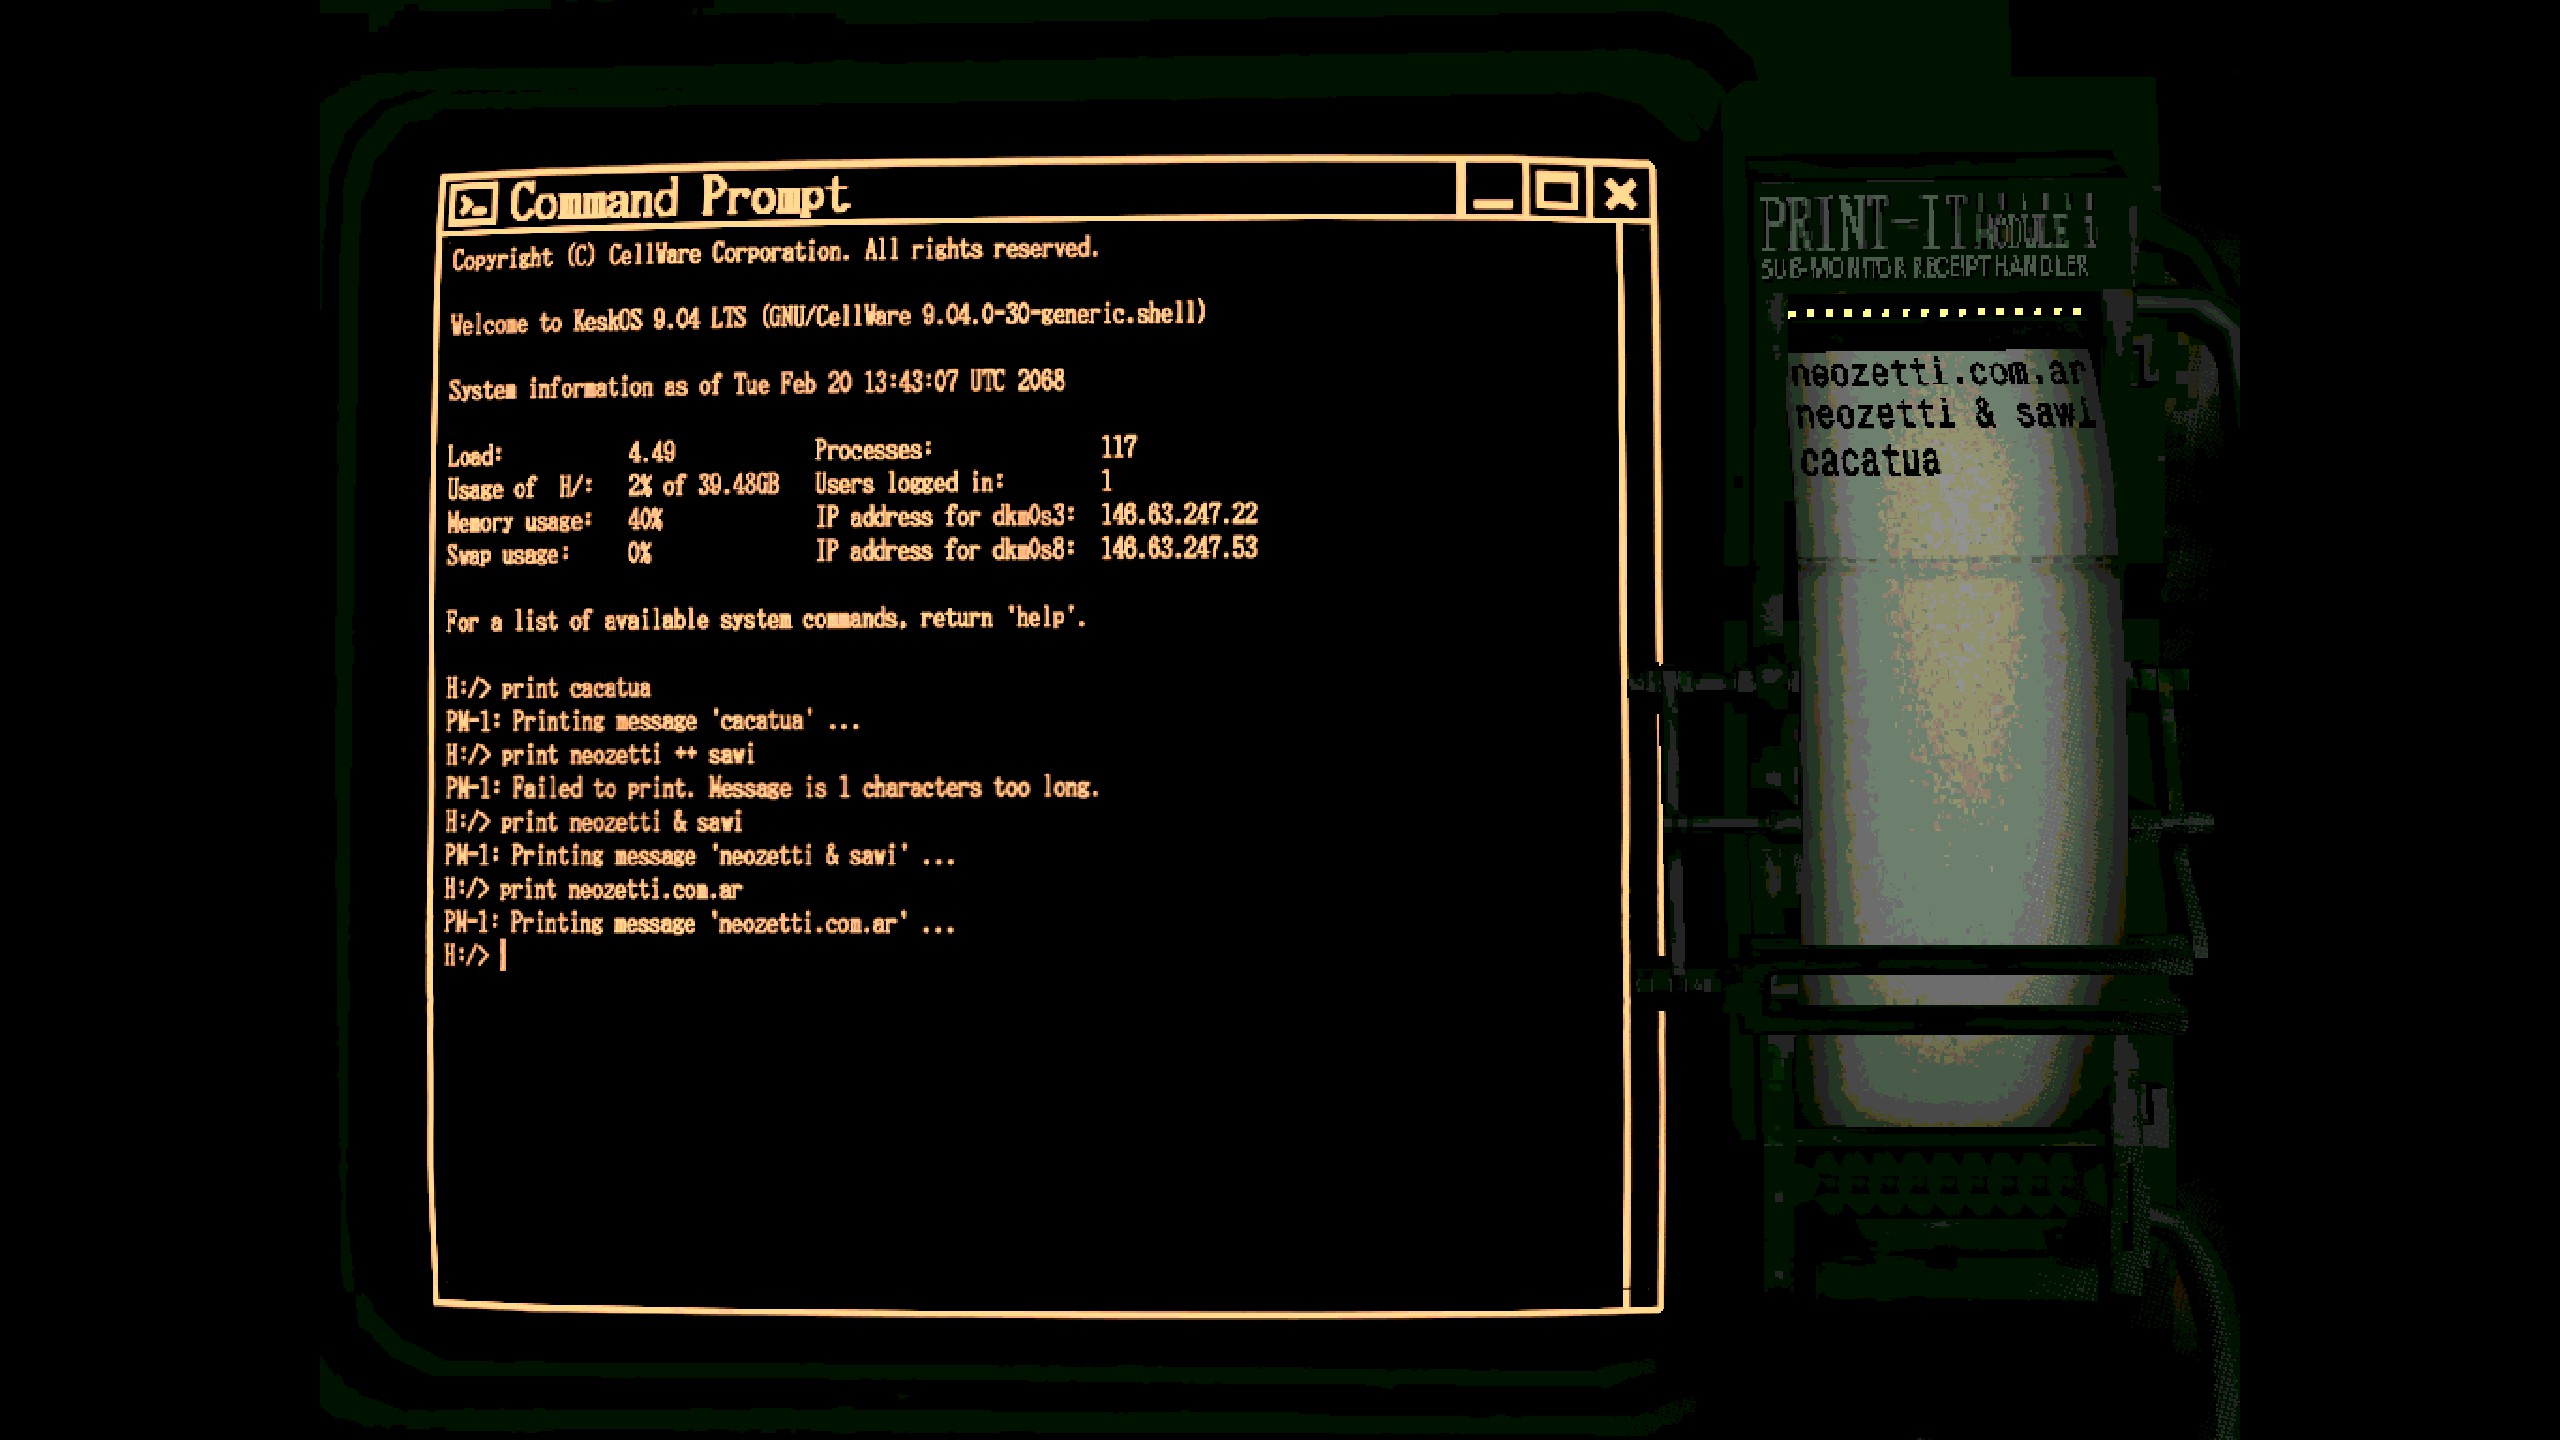 Command Prompt
Copyright (C) CellWare Corporation. All rights reserved.
Welcome to KeskOS 9.04 LTS (GNU/CellWare 9.04.0-30-generic.shell)
System information as of Tue Feb 20 13:43:07 UTC 2068
Load: 4.49 Processes: 117
Usage of H/: 2% of 39.48GB Users logged in: 1
Memory usage: 40% IP address for dkm0s3: 146.63.247.22
Swap usage: 0% IP address for dkm0s8: 146.63.247.53
For a list of available system commands, return 'help'.
H:/> print cacatua
PM-1: Printing message 'cacatua' ...
H:/> print neozetti ++ sawi
PM-1: Failed to print. Message is 1 characters too long.
H:/> print neozetti & sawi
PM-1: Printing message 'neozetti & sawi' ...
H:/> print neozetti.com.ar
PM-1: Printing message 'neozetti.com.ar' ...
H:/>
PRINT-IT MODULE 1
SUB-MONITOR RECEIPT HANDLER
neozetti.com.ar
neozetti & sawi
cacatua